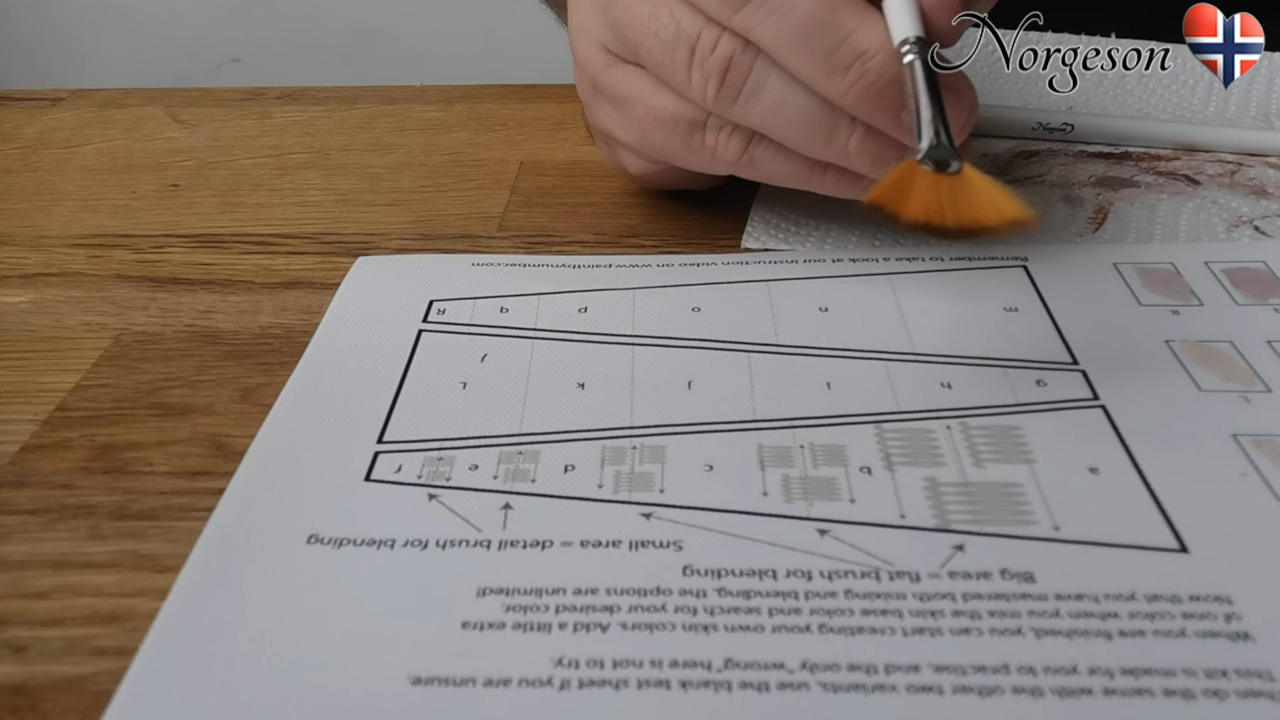 Norgeson
Norgeson
Then do the same with the other two variants, use the blank test sheet if you are unsure.
This kit is made for you to practise, and the only "wrong" here is not to try.
When you are finished, you can start creating your own skin colors. Add a little extra
of one color when you mix the skin base color and search for your desired color.
Now that you have mastered both mixing and blending, the options are unlimited!
Big area = flat brush for blending
Small area = detail brush for blending
a b c d e f
g h i j k L
m n o p q R
Remember to take a look at our instruction video on www.paintbynumber.com